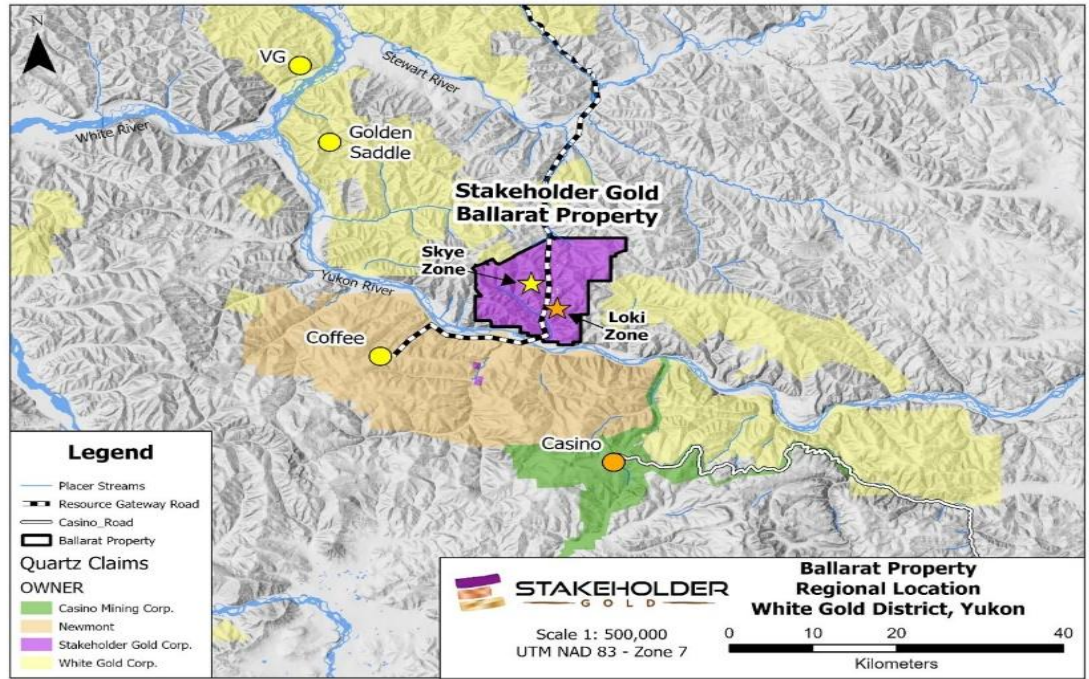 N
VG
Stewart River
White River
Golden
Saddle
Stakeholder Gold
Ballarat Property
Skye
Zone
Yukon River
Loki
Zone
Coffee
Casino
Legend
Placer Streams
Resource Gateway Road
Casino_Road
Ballarat Property
Quartz Claims
OWNER
Casino Mining Corp.
Newmont
Stakeholder Gold Corp.
White Gold Corp.
STAKEHOLDER
GOLD
Scale 1: 500,000
UTM NAD 83 - Zone 7
Ballarat Property
Regional Location
White Gold District, Yukon
0 10 20 40
Kilometers